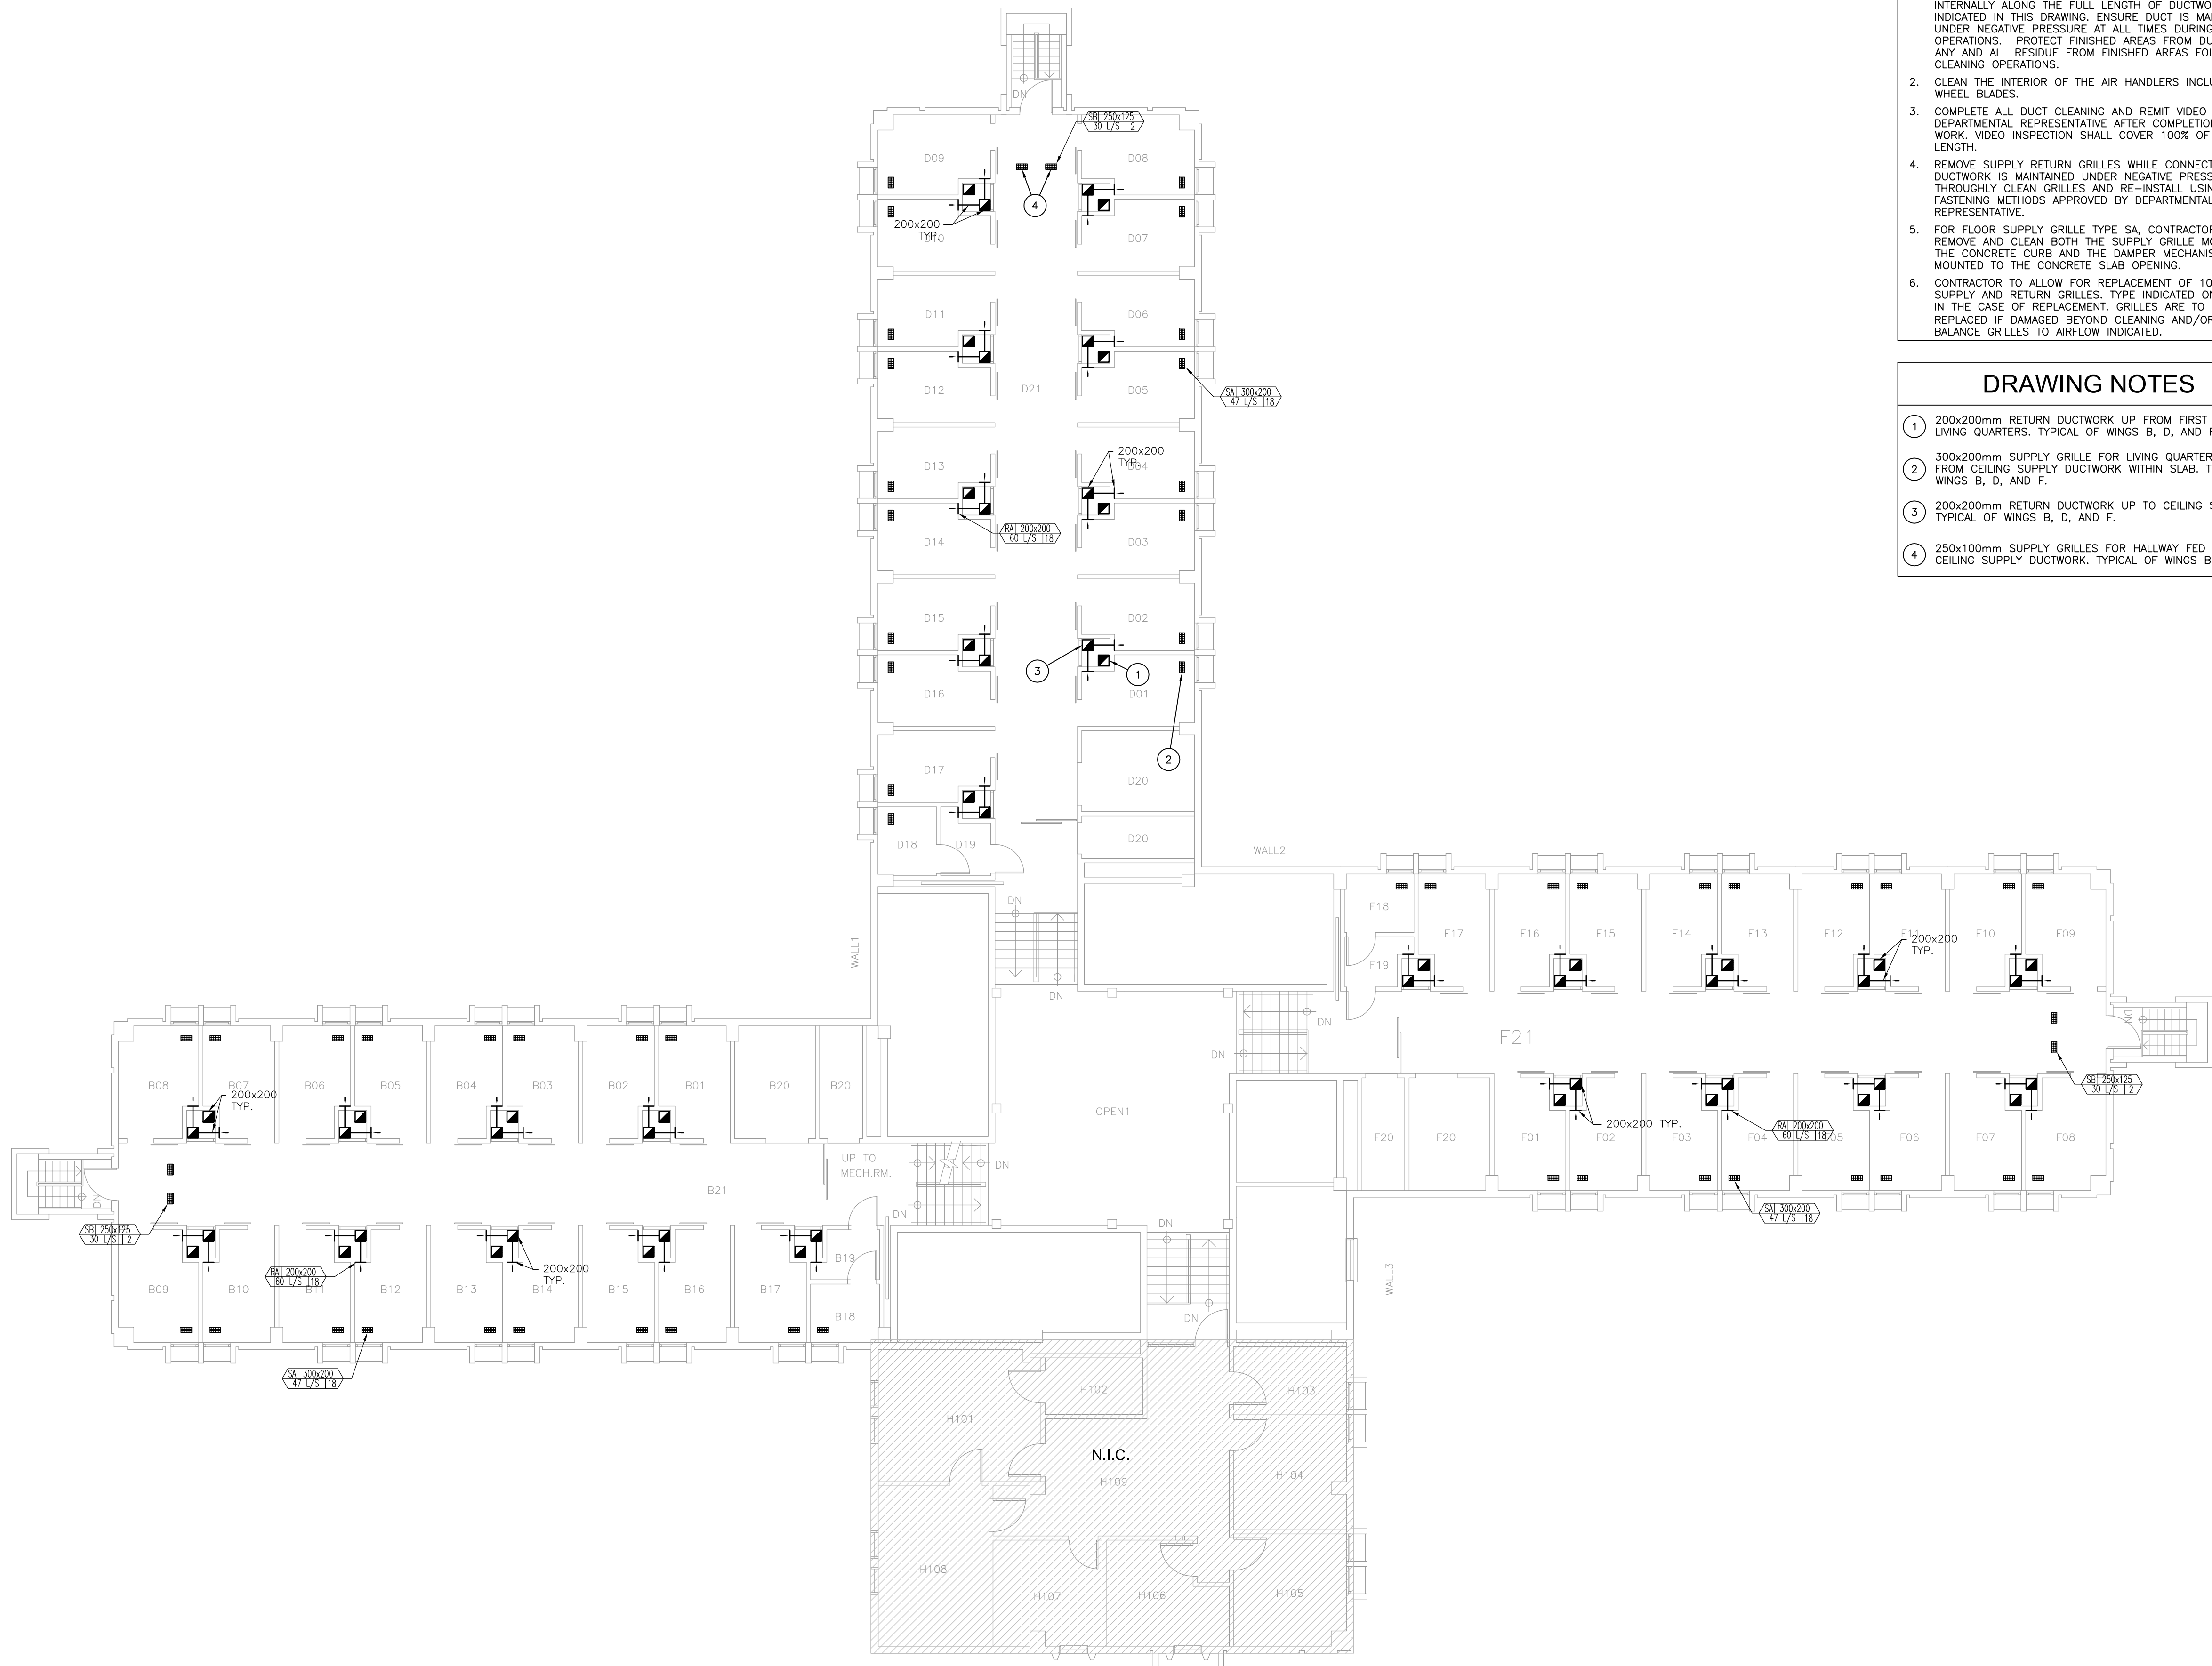 INTERNALLY ALONG THE FULL LENGTH OF
INDICATED IN THIS DRAWING. ENSURE DUCT IS
UNDER NEGATIVE PRESSURE AT ALL TIMES DURING
OPERATIONS. PROTECT FINISHED AREAS FROM
ANY AND ALL RESIDUE FROM FINISHED AREAS
CLEANING OPERATIONS.
2. CLEAN THE INTERIOR OF THE AIR HANDLERS
WHEEL BLADES.
3. COMPLETE ALL DUCT CLEANING AND REMIT VIDEO
DEPARTMENTAL REPRESENTATIVE AFTER
WORK. VIDEO INSPECTION SHALL COVER 100% OF
LENGTH.
4. REMOVE SUPPLY RETURN GRILLES WHILE
DUCTWORK IS MAINTAINED UNDER NEGATIVE
THROUGHLY CLEAN GRILLES AND RE-INSTALL
FASTENING METHODS APPROVED BY DEPARTMENTAL
REPRESENTATIVE.
5. FOR FLOOR SUPPLY GRILLE TYPE SA,
REMOVE AND CLEAN BOTH THE SUPPLY GRILLE
THE CONCRETE CURB AND THE DAMPER
MOUNTED TO THE CONCRETE SLAB OPENING.
6. CONTRACTOR TO ALLOW FOR REPLACEMENT OF
SUPPLY AND RETURN GRILLES. TYPE INDICATED
IN THE CASE OF REPLACEMENT. GRILLES ARE TO
REPLACED IF DAMAGED BEYOND CLEANING AND/OR
BALANCE GRILLES TO AIRFLOW INDICATED.
DRAWING NOTES
1 200x200mm RETURN DUCTWORK UP FROM FIRST
LIVING QUARTERS. TYPICAL OF WINGS B, D, AND
2 300x200mm SUPPLY GRILLE FOR LIVING
FROM CEILING SUPPLY DUCTWORK WITHIN SLAB.
WINGS B, D, AND F.
3 200x200mm RETURN DUCTWORK UP TO CEILING
TYPICAL OF WINGS B, D, AND F.
4 250x100mm SUPPLY GRILLES FOR HALLWAY FED
CEILING SUPPLY DUCTWORK. TYPICAL OF WINGS
DN
SB 250x125
30 L/S 2
D09
D08
4
200x200
TYP.
D10
D07
D11
D06
D12
D21
D05
SA 300x200
47 L/S 18
D13
200x200
TYP.
D04
RA 200x200
60 L/S 18
D14
D03
D15
D02
3
1
D16
D01
2
D17
D20
D18
D19
D20
WALL2
DN
WALL1
DN
F18
F17
F16
F15
F14
F13
F12
F11
F10
F09
200x200
TYP.
F19
DN
DN
F21
DN
SB 250x125
30 L/S 2
B08
B07
B06
B05
B04
B03
B02
B01
B20
B20
200x200
TYP.
OPEN1
200x200 TYP.
RA 200x200
60 L/S 18
F20
F20
F01
F02
F03
F04
F05
F06
F07
F08
UP TO
MECH.RM.
DN
DN
B21
DN
DN
SB 250x125
30 L/S 2
SA 300x200
47 L/S 18
RA 200x200
60 L/S 18
200x200
TYP.
B19
WALL3
B09
B10
B11
B12
B13
B14
B15
B16
B17
B18
DN
SA 300x200
47 L/S 18
H102
H103
H101
N.I.C.
H109
H104
H108
H107
H106
H105